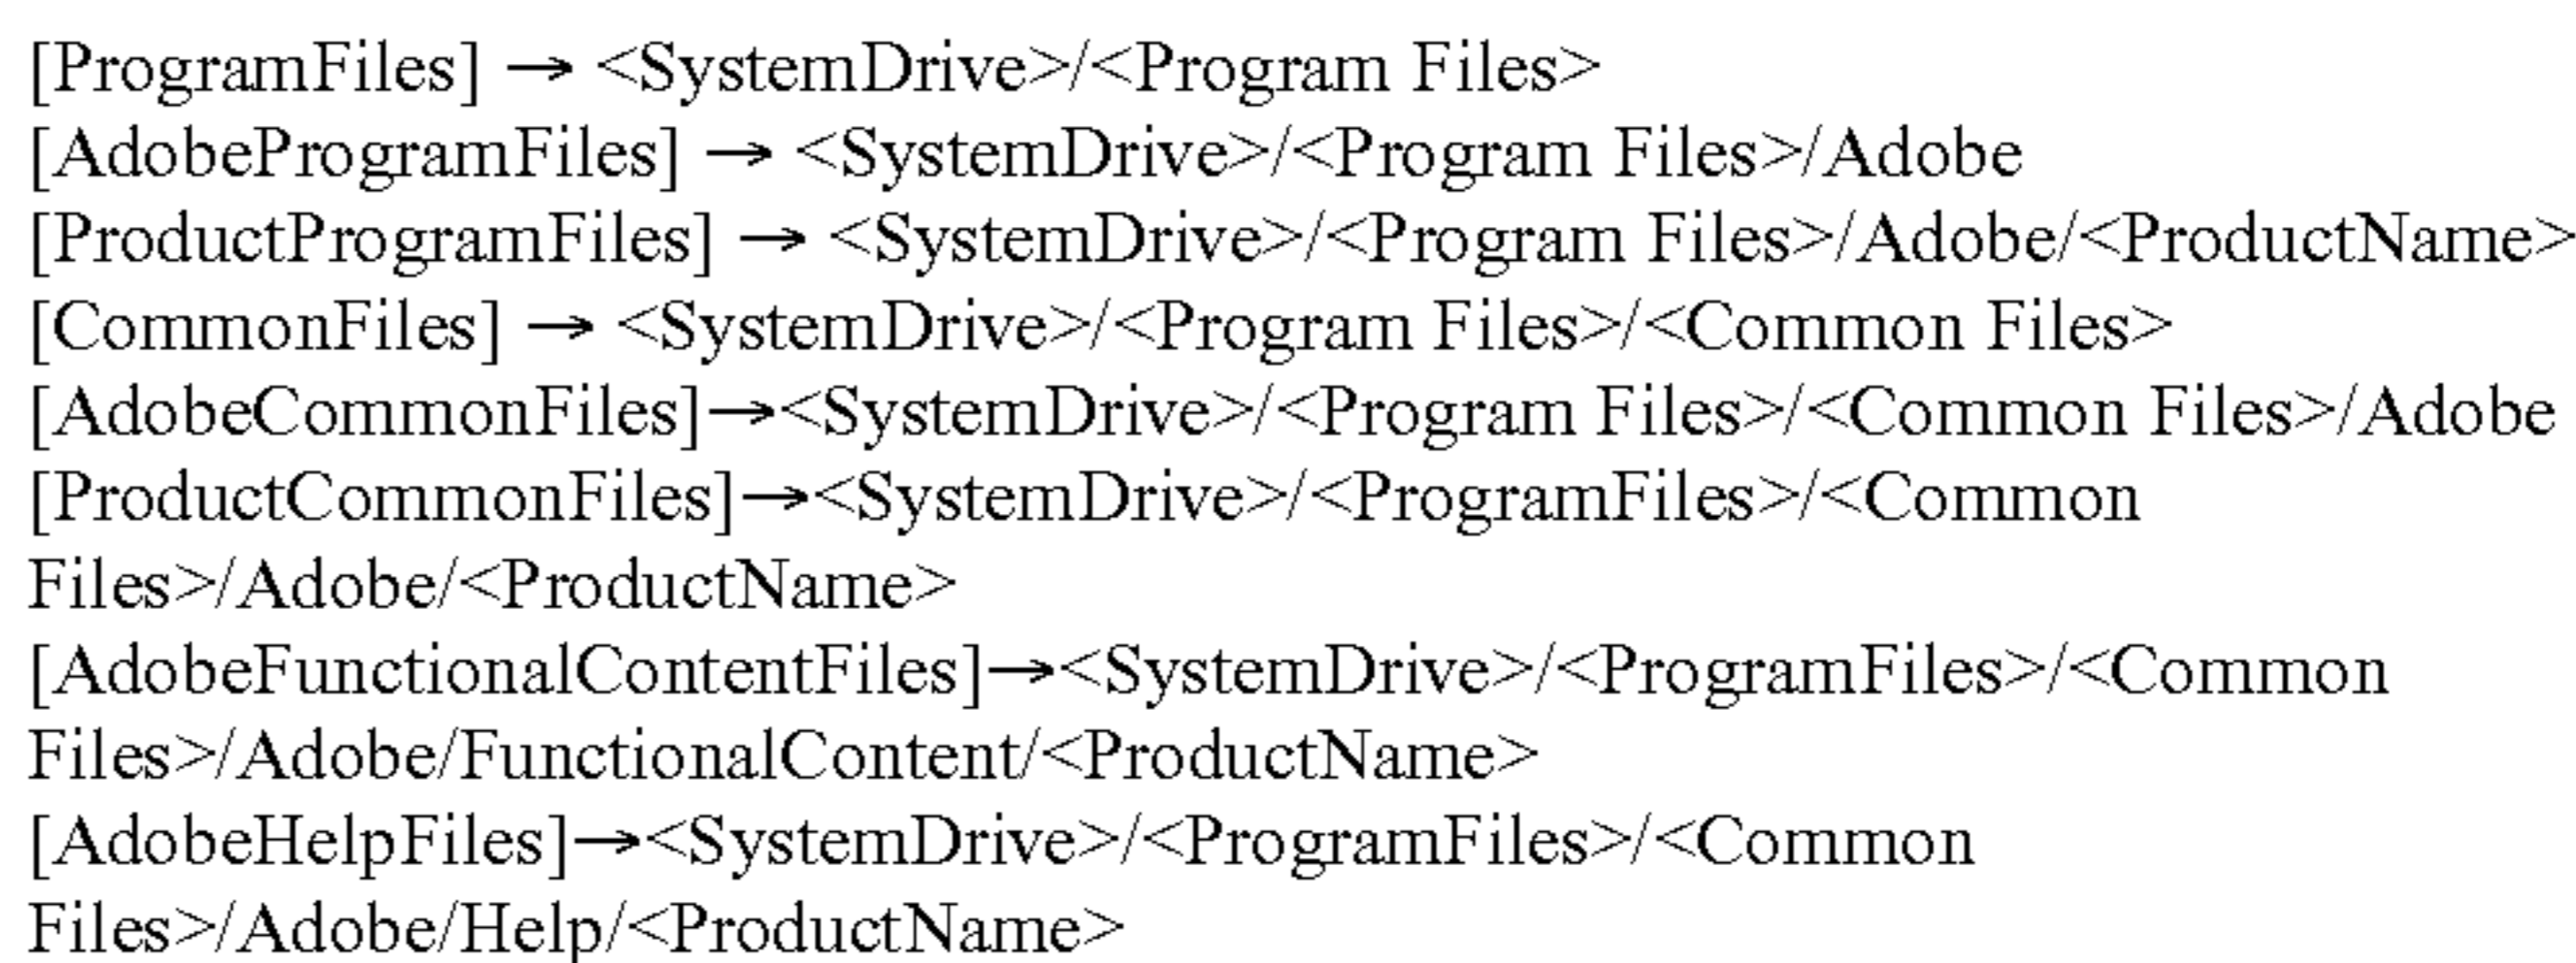 [ProgramFiles] → <SystemDrive>/<Program Files>
[AdobeProgramFiles] → <SystemDrive>/<Program Files>/Adobe
[ProductProgramFiles] → <SystemDrive>/<Program Files>/Adobe/<ProductName>
[CommonFiles] → <SystemDrive>/<Program Files>/<Common Files>
[AdobeCommonFiles]→<SystemDrive>/<Program Files>/<Common Files>/Adobe
[ProductCommonFiles]→<SystemDrive>/<ProgramFiles>/<Common
Files>/Adobe/<ProductName>
[AdobeFunctionalContentFiles]→<SystemDrive>/<ProgramFiles>/<Common
Files>/Adobe/FunctionalContent/<ProductName>
[AdobeHelpFiles]→<SystemDrive>/<ProgramFiles>/<Common
Files>/Adobe/Help/<ProductName>